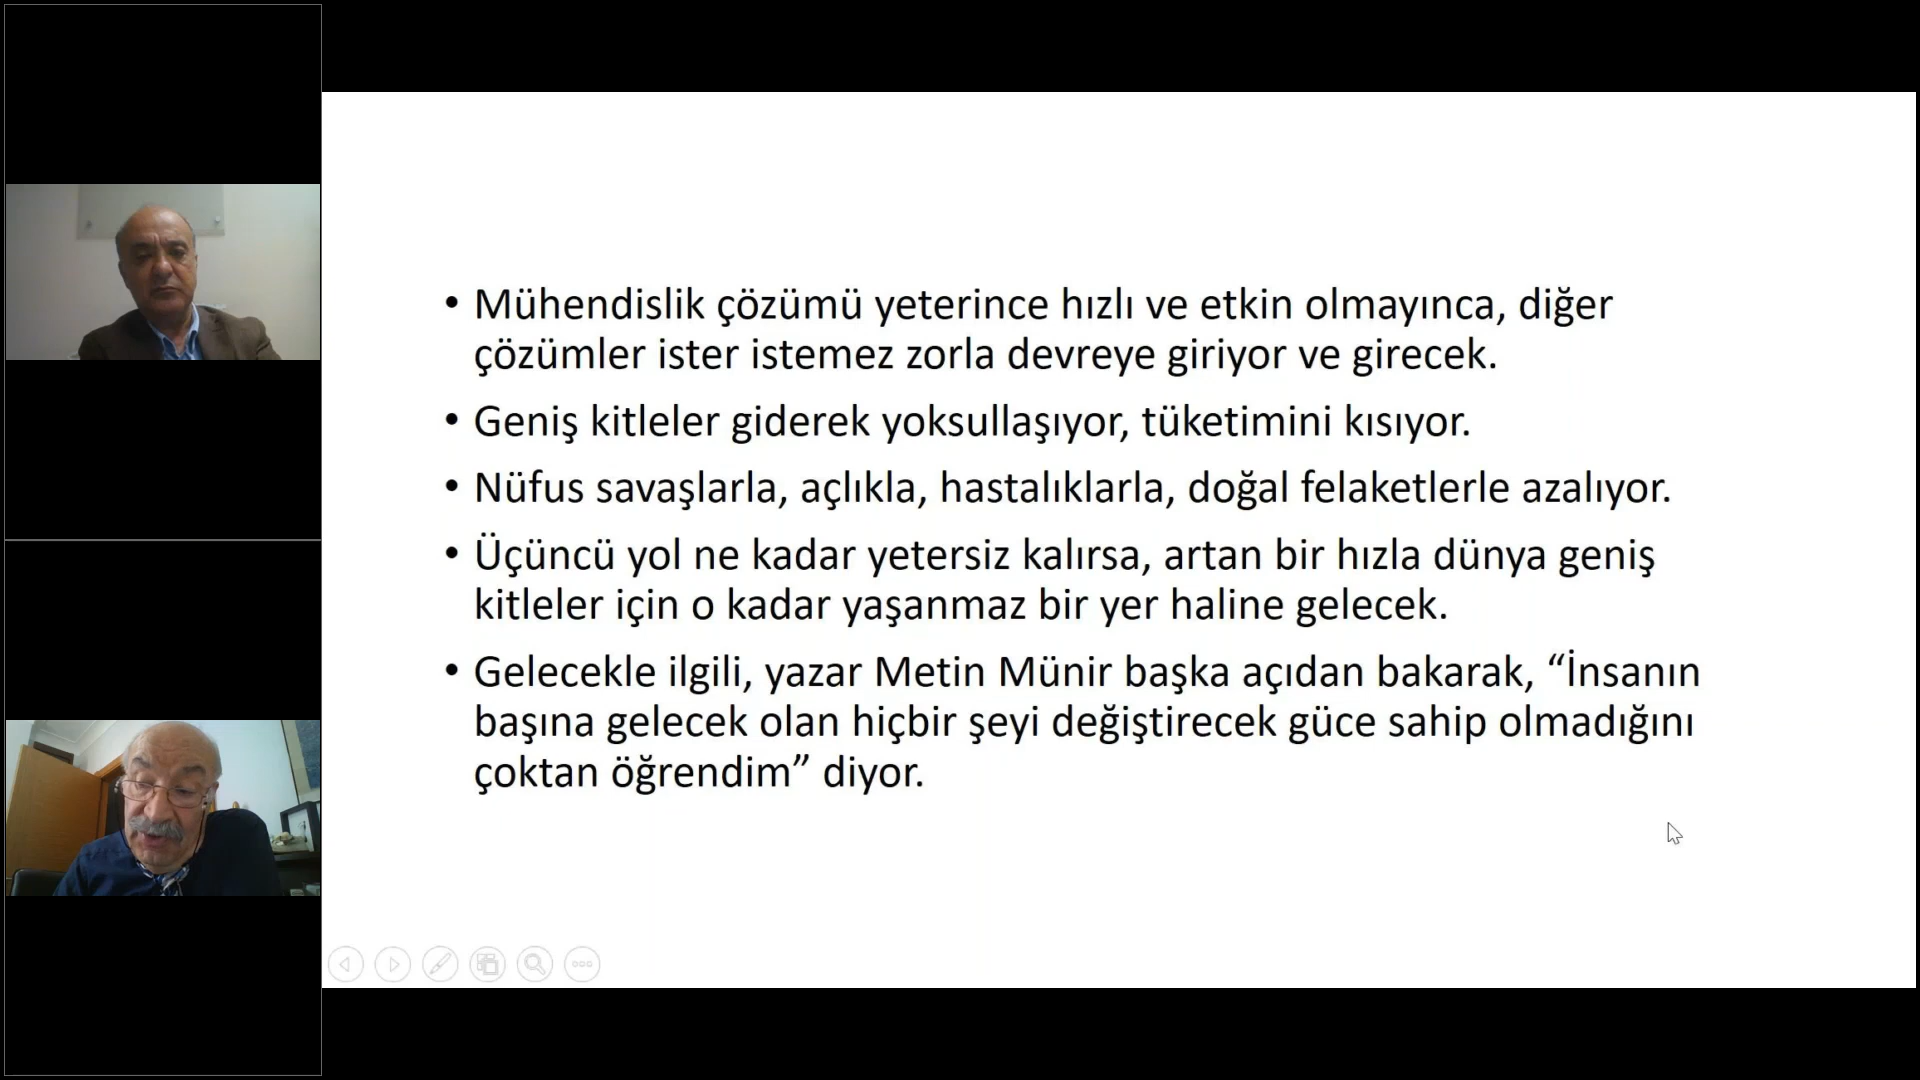 • Mühendislik çözümü yeterince hızlı ve etkin olmayınca, diğer
çözümler ister istemez zorla devreye giriyor ve girecek.
• Geniş kitleler giderek yoksullaşıyor, tüketimini kısıyor.
• Nüfus savaşlarla, açlıkla, hastalıklarla, doğal felaketlerle azalıyor.
• Üçüncü yol ne kadar yetersiz kalırsa, artan bir hızla dünya geniş
kitleler için o kadar yaşanmaz bir yer haline gelecek.
• Gelecekle ilgili, yazar Metin Münir başka açıdan bakarak, “İnsanın
başına gelecek olan hiçbir şeyi değiştirecek güce sahip olmadığını
çoktan öğrendim” diyor.